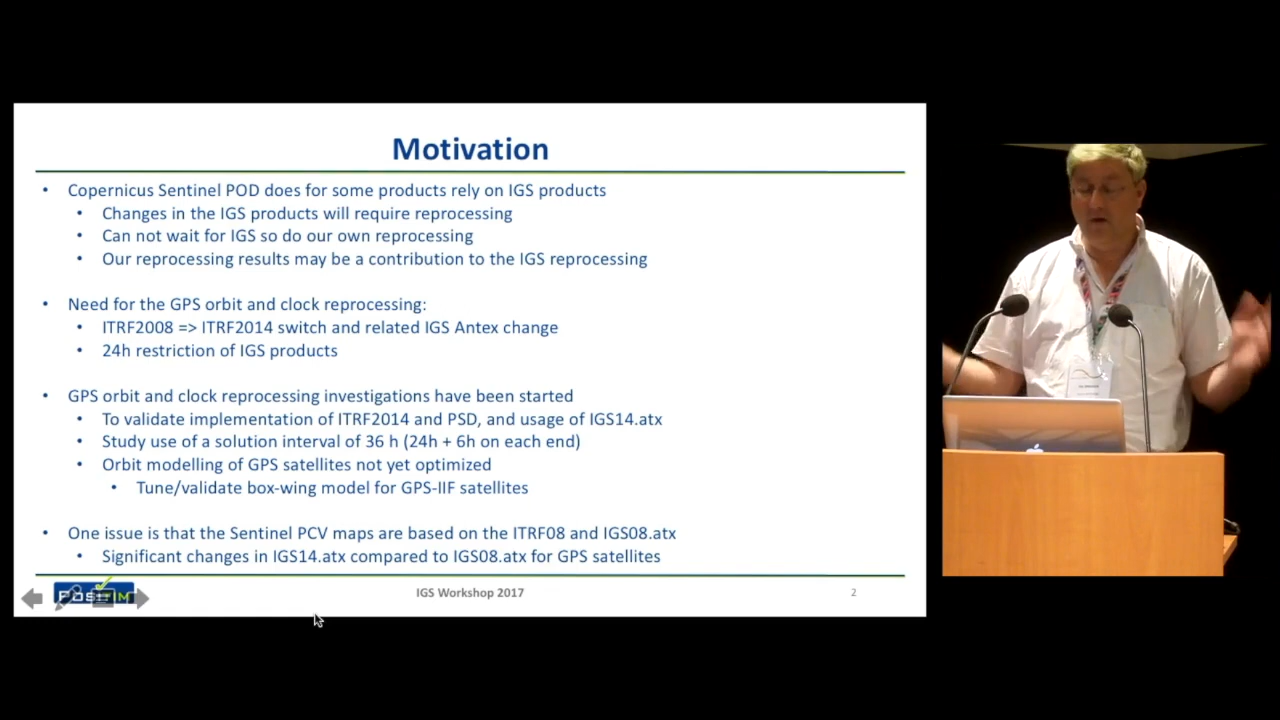 Motivation
• Copernicus Sentinel POD does for some products rely on IGS products
• Changes in the IGS products will require reprocessing
• Can not wait for IGS so do our own reprocessing
• Our reprocessing results may be a contribution to the IGS reprocessing
• Need for the GPS orbit and clock reprocessing:
• ITRF2008 => ITRF2014 switch and related IGS Antex change
• 24h restriction of IGS products
• GPS orbit and clock reprocessing investigations have been started
• To validate implementation of ITRF2014 and PSD, and usage of IGS14.atx
• Study use of a solution interval of 36 h (24h + 6h on each end)
• Orbit modelling of GPS satellites not yet optimized
• Tune/validate box-wing model for GPS-IIF satellites
• One issue is that the Sentinel PCV maps are based on the ITRF08 and IGS08.atx
• Significant changes in IGS14.atx compared to IGS08.atx for GPS satellites
IGS Workshop 2017
2